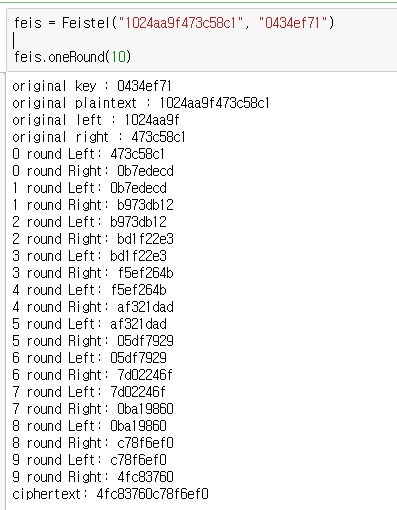 feis = Feistel("1024aa9f473c58c1", "0434ef71")
feis.oneRound(10)
original key : 0434ef71
original plaintext : 1024aa9f473c58c1
original left : 1024aa9f
original right : 473c58c1
0 round Left: 473c58c1
0 round Right: 0b7edecd
1 round Left: 0b7edecd
1 round Right: b973db12
2 round Left: b973db12
2 round Right: bd1f22e3
3 round Left: bd1f22e3
3 round Right: f5ef264b
4 round Left: f5ef264b
4 round Right: af321dad
5 round Left: af321dad
5 round Right: 05df7929
6 round Left: 05df7929
6 round Right: 7d02246f
7 round Left: 7d02246f
7 round Right: 0ba19860
8 round Left: 0ba19860
8 round Right: c78f6ef0
9 round Left: c78f6ef0
9 round Right: 4fc83760
ciphertext: 4fc83760c78f6ef0